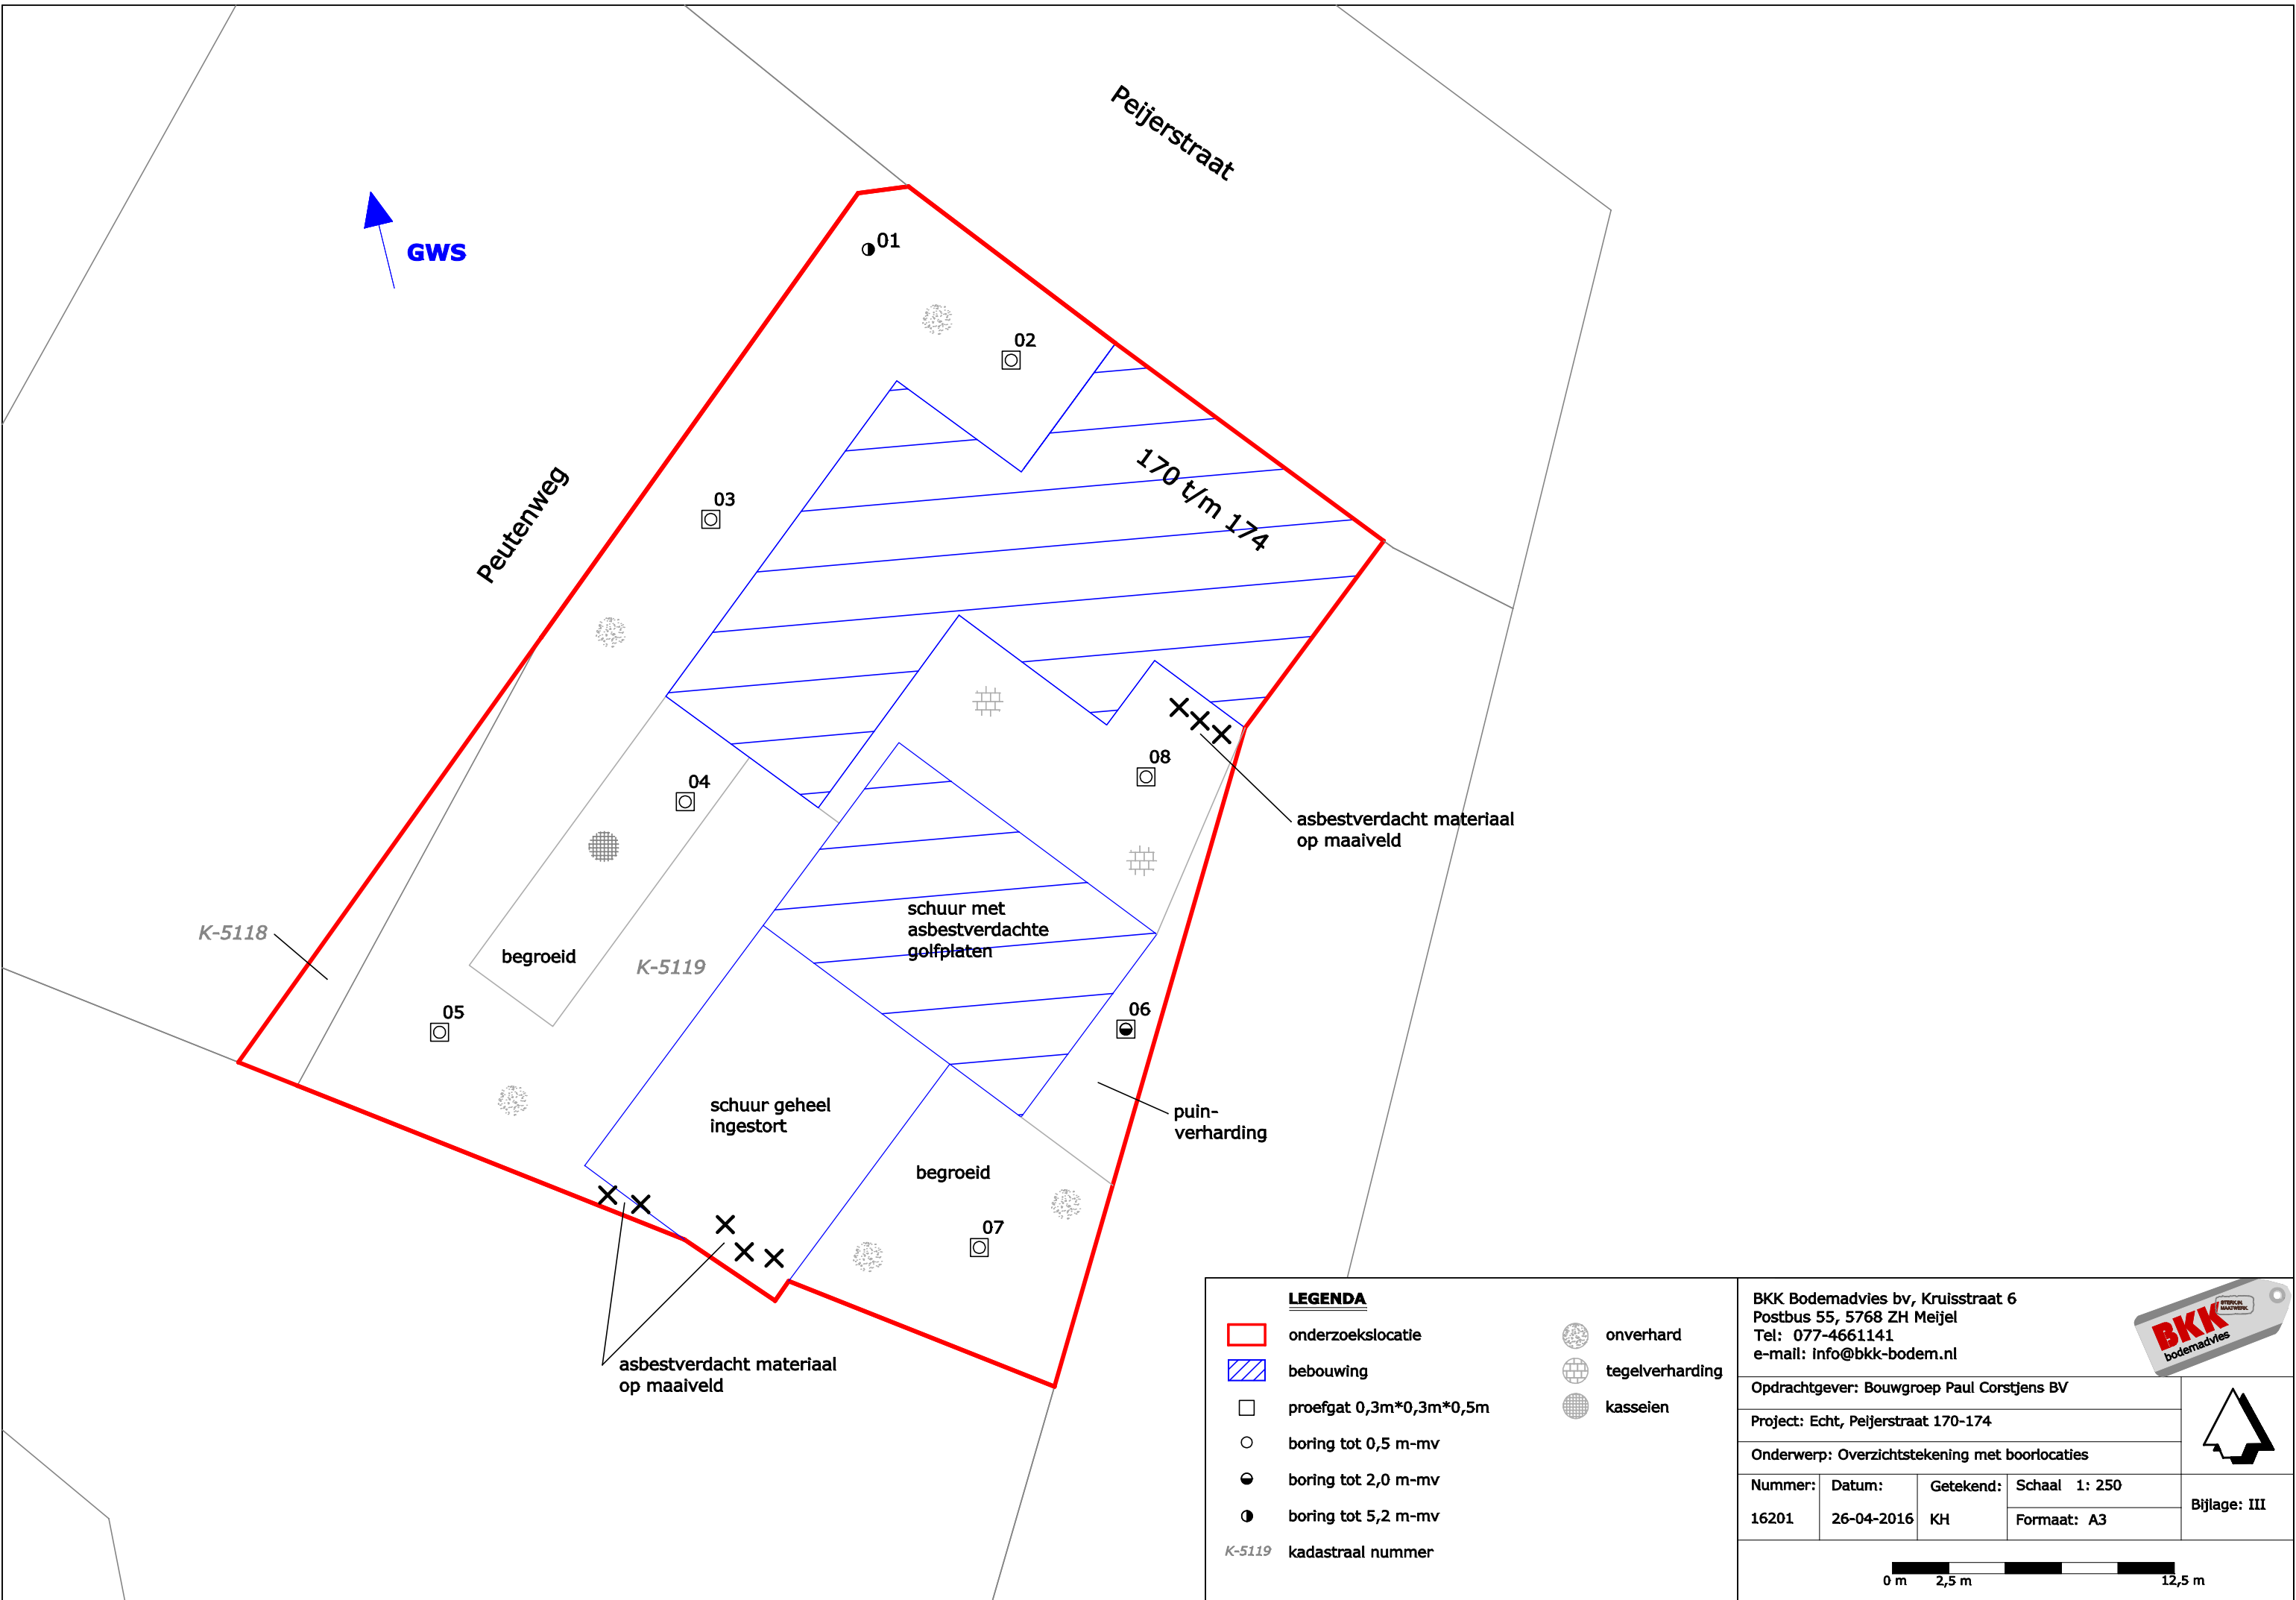 Peijerstraat
GWS
01
02
170 t/m 174
03
Peutenweg
08
04
asbestverdacht materiaal
op maaiveld
schuur met
asbestverdachte
golfplaten
K-5118
begroeid
K-5119
05
06
schuur geheel
ingestort
puin-
verharding
begroeid
07
asbestverdacht materiaal
op maaiveld
LEGENDA
onderzoekslocatie
bebouwing
proefgat 0,3m*0,3m*0,5m
boring tot 0,5 m-mv
boring tot 2,0 m-mv
boring tot 5,2 m-mv
K-5119 kadastraal nummer
onverhard
tegelverharding
kasseien
BKK Bodemadvies bv, Kruisstraat 6
Postbus 55, 5768 ZH Meijel
Tel: 077-4661141
e-mail: info@bkk-bodem.nl
BKK
STERK IN
MAATWERK
bodemadvies
Opdrachtgever: Bouwgroep Paul Corstjens BV
Project: Echt, Peijerstraat 170-174
Onderwerp: Overzichtstekening met boorlocaties
Nummer: Datum: Getekend: Schaal 1: 250
16201 26-04-2016 KH Formaat: A3
Bijlage: III
0 m 2,5 m 12,5 m